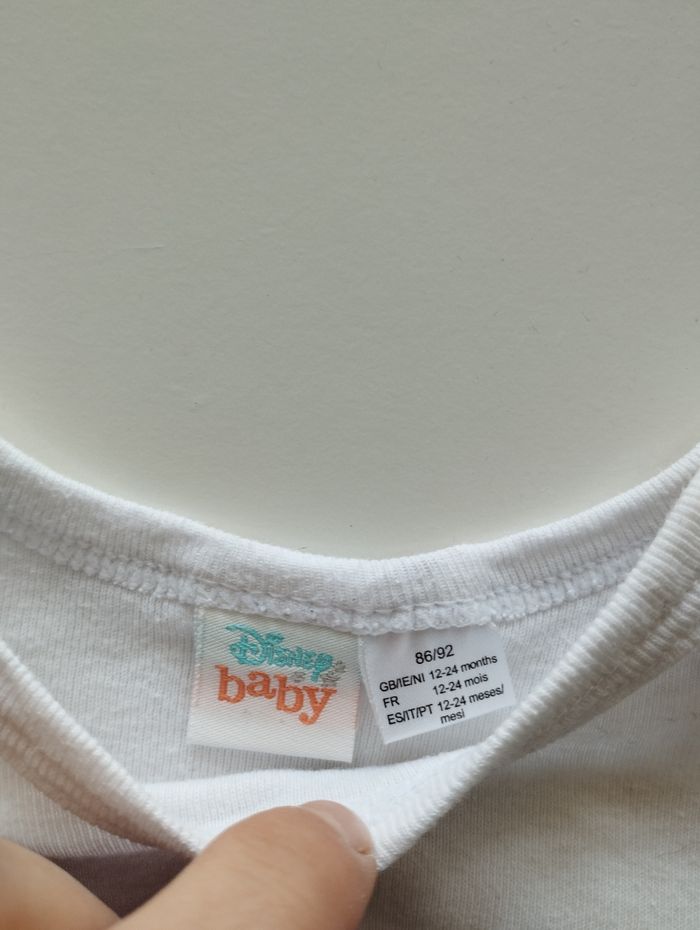 Disney
baby
86/92
GB/IE/NI 12-24 months
FR 12-24 mois
ES/IT/PT 12-24 meses/
mesi